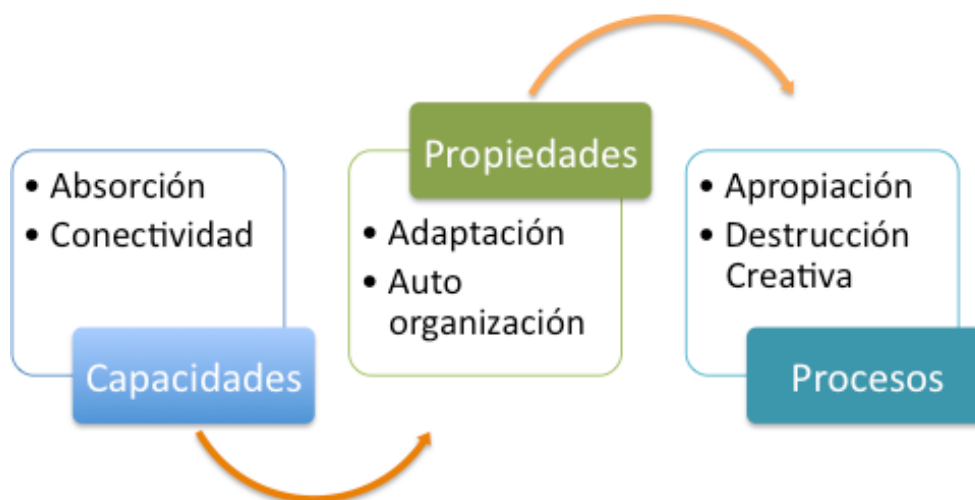 • Absorción
• Conectividad
Capacidades
Propiedades
• Adaptación
• Auto
organización
• Apropiación
• Destrucción
Creativa
Procesos